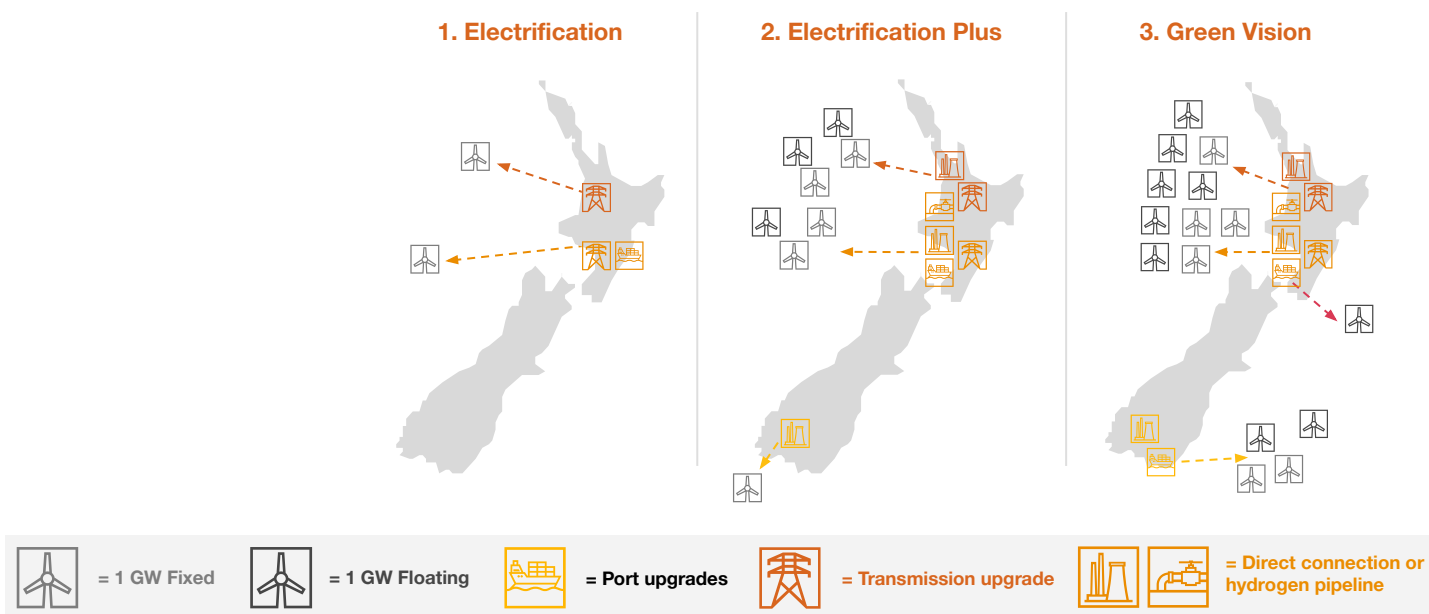 1. Electrification
2. Electrification Plus
3. Green Vision
= 1 GW Fixed
= 1 GW Floating
= Port upgrades
= Transmission upgrade
= Direct connection or
hydrogen pipeline